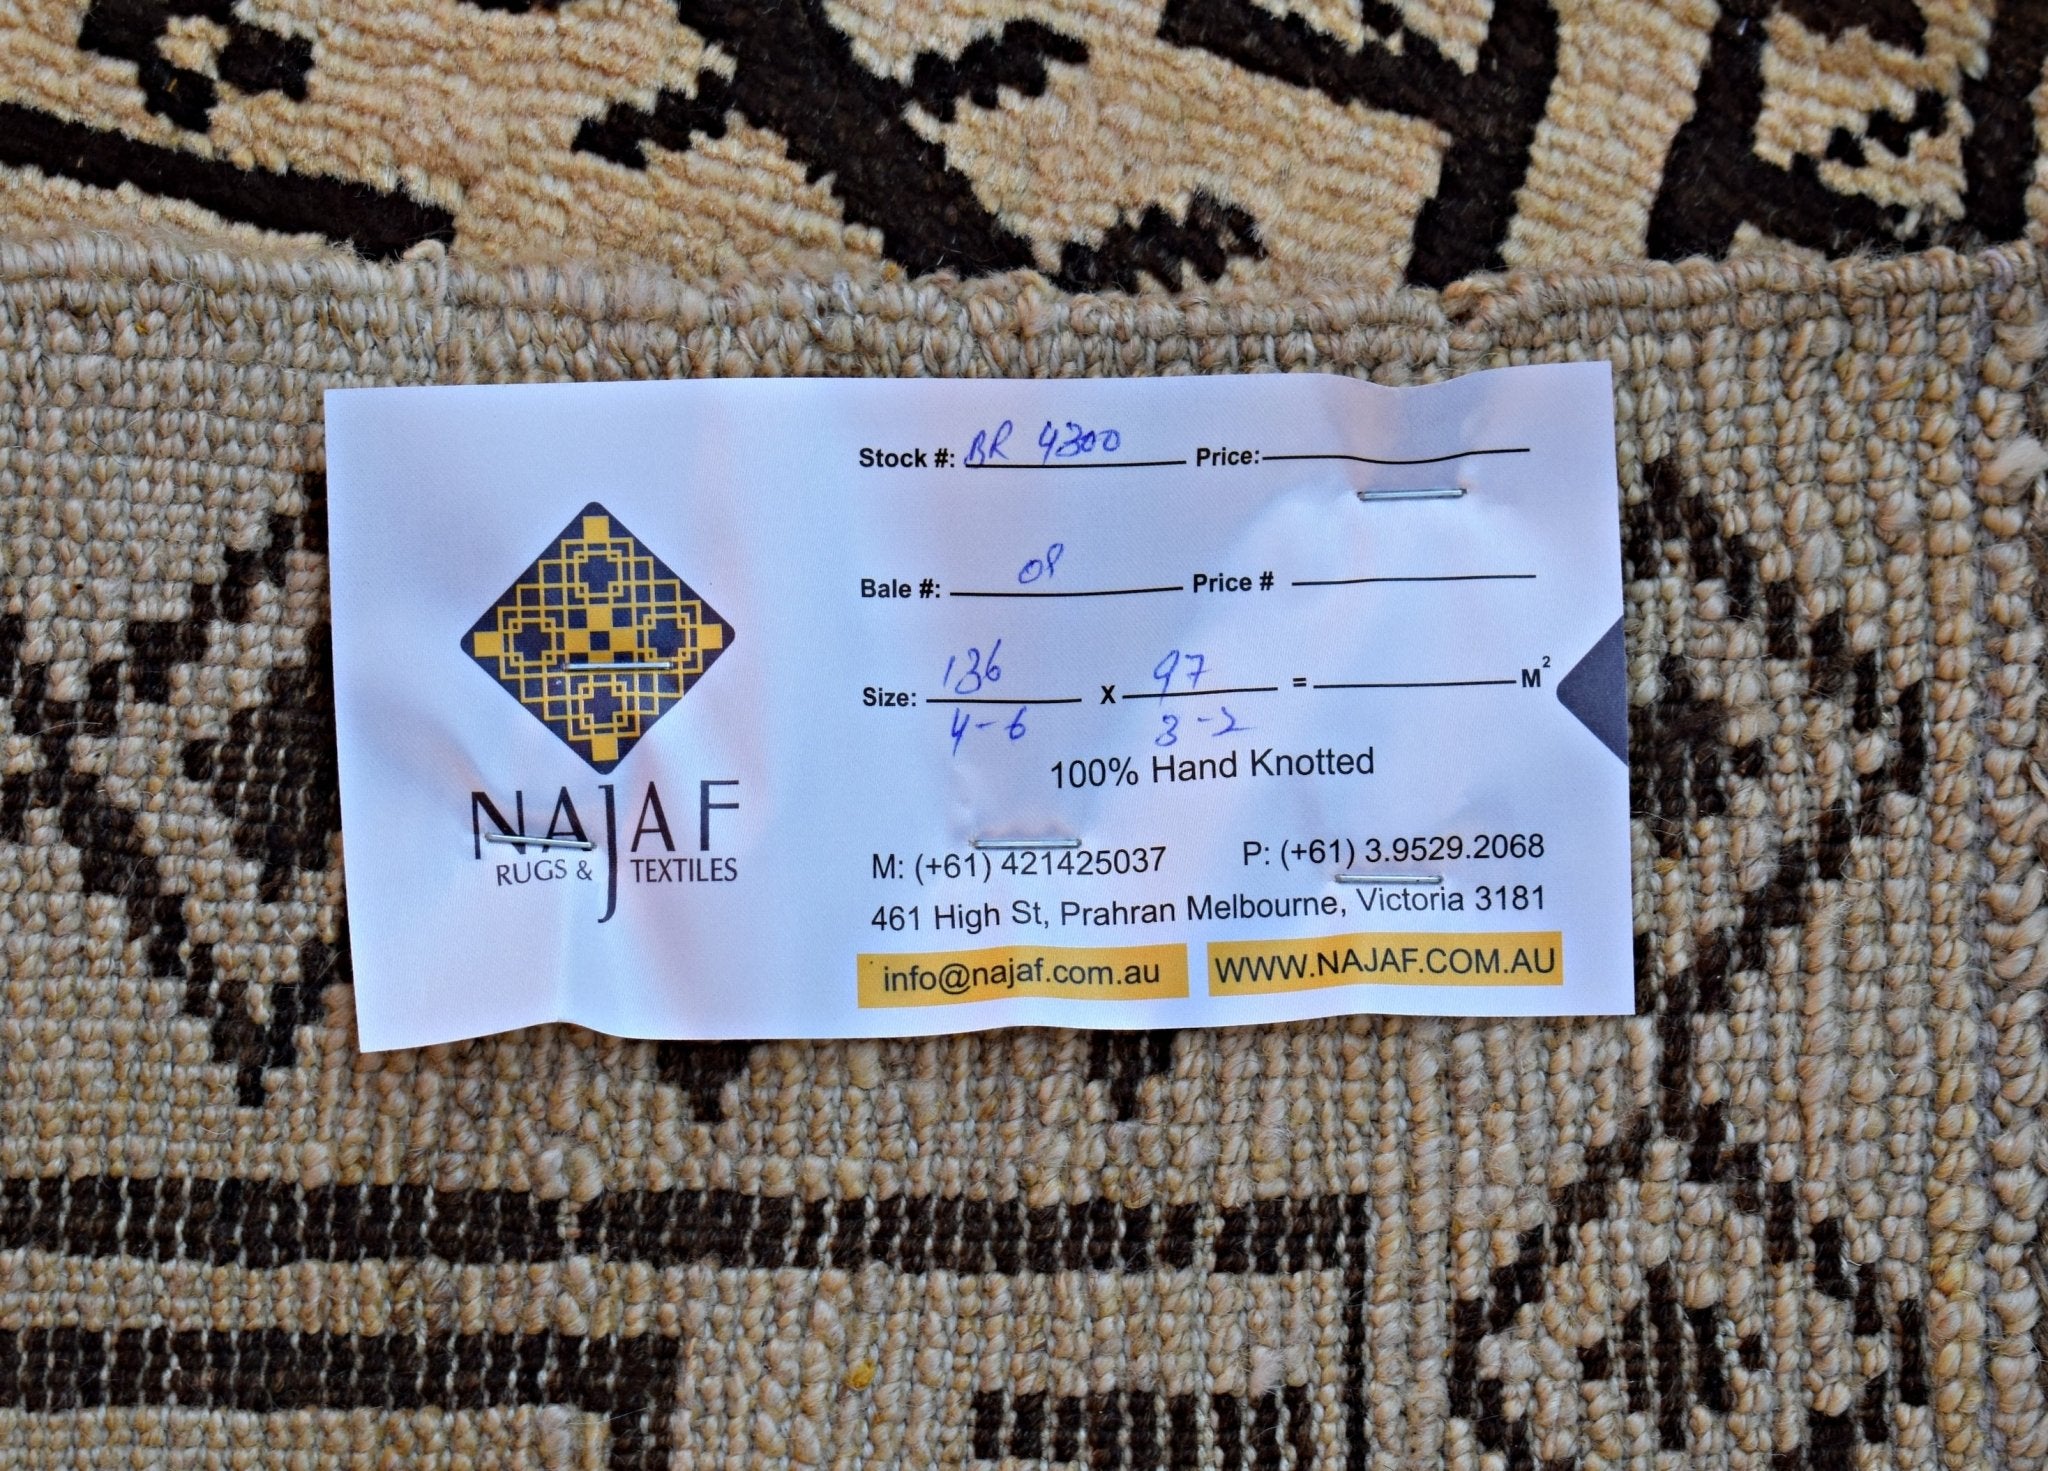 Stock #: BR 4300 Price:
Bale #: 08 Price #
Size: 136 X 97 = M²
4-6 3-2
100% Hand Knotted
NAJAF
RUGS & TEXTILES
M: (+61) 421425037 P: (+61) 3.9529.2068
461 High St, Prahran Melbourne, Victoria 3181
info@najaf.com.au WWW.NAJAF.COM.AU